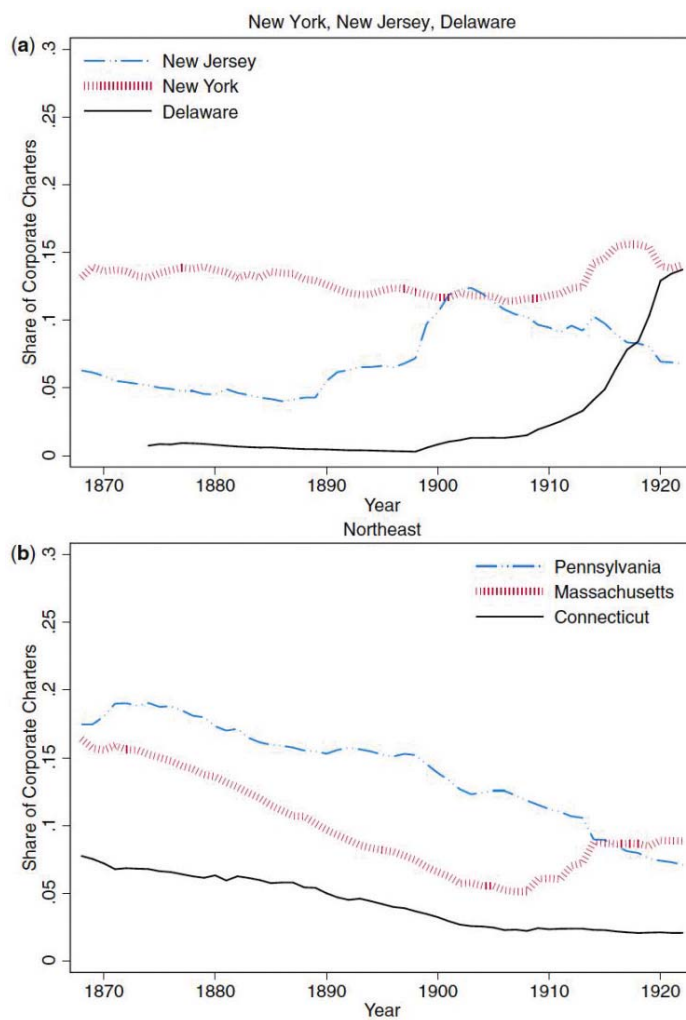 New York, New Jersey, Delaware
(a)
Share of Corporate Charters
.3
.25
.2
.15
.1
.05
0
New Jersey
New York
Delaware
1870 1880 1890 1900 1910 1920
Year
Northeast
(b)
Share of Corporate Charters
.3
.25
.2
.15
.1
.05
0
Pennsylvania
Massachusetts
Connecticut
1870 1880 1890 1900 1910 1920
Year